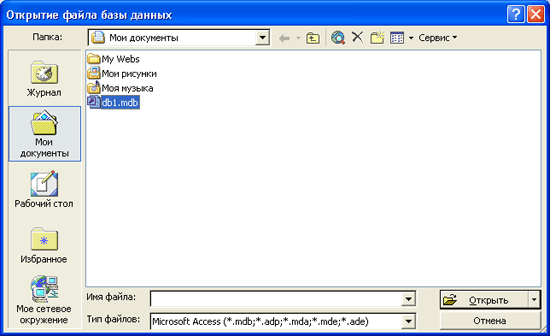 Открытие файла базы данных
Папка: Мои документы Сервис
My Webs
Мои рисунки
Моя музыка
db1.mdb
Журнал
Мои
документы
Рабочий стол
Избранное
Мое сетевое
окружение
Имя файла:
Открыть
Тип файлов: Microsoft Access (*.mdb;*.adp;*.mda;*.mde;*.ade)
Отмена